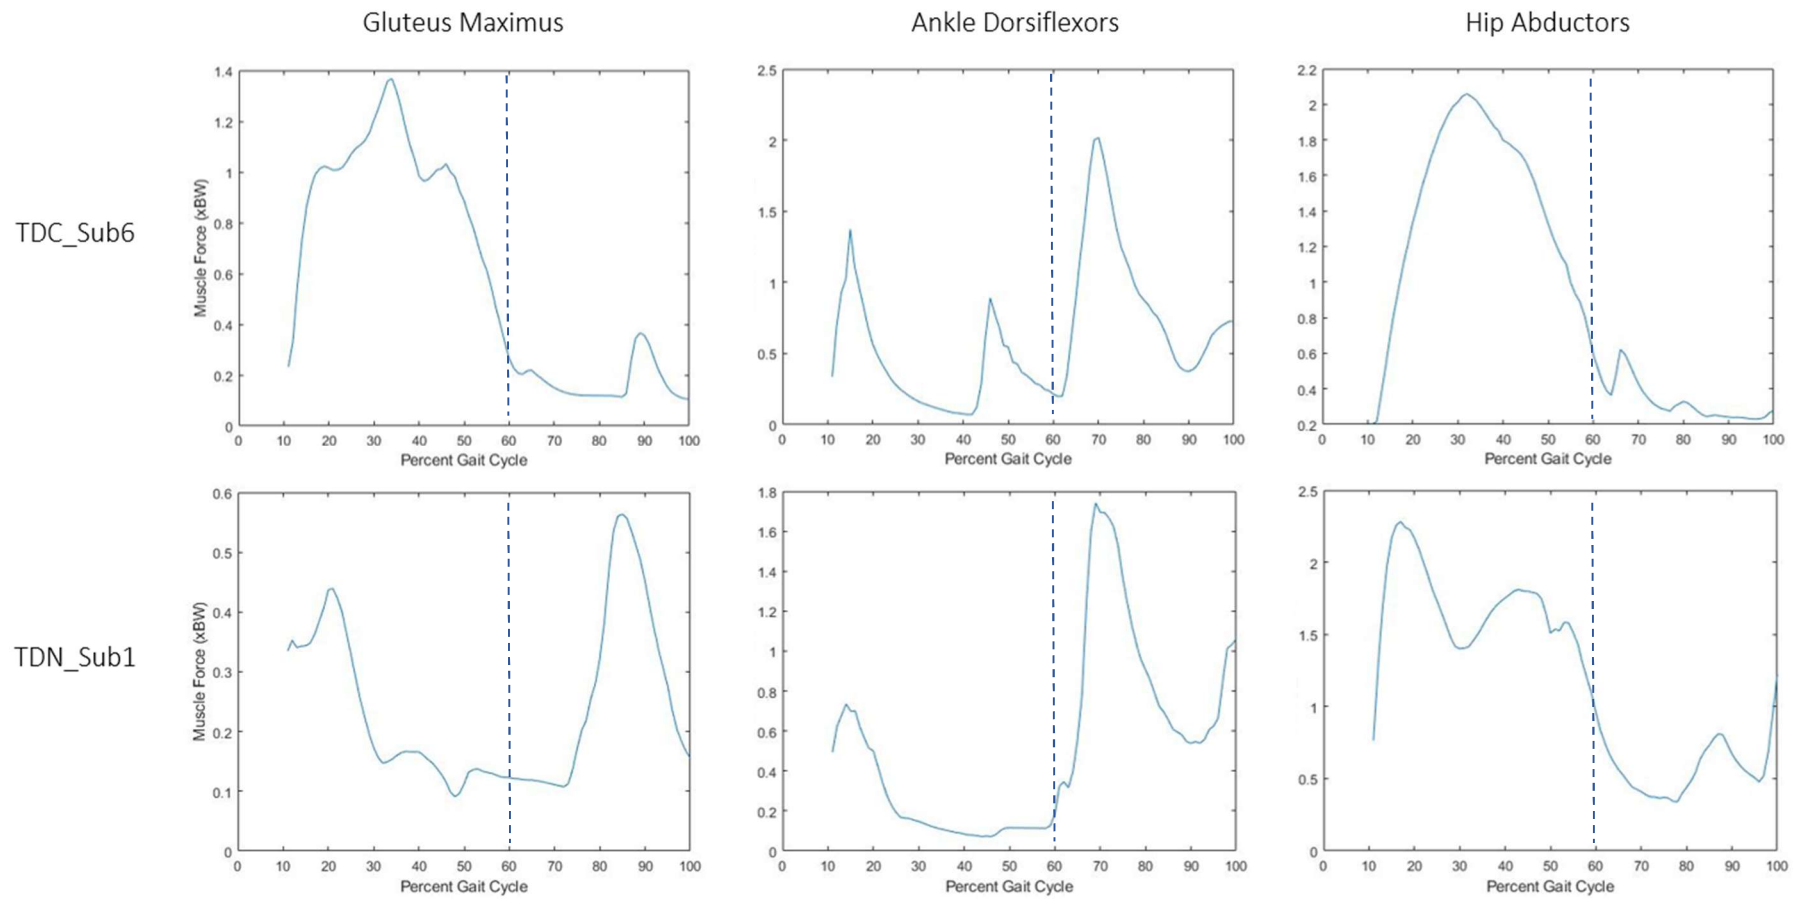 Gluteus Maximus Ankle Dorsiflexors Hip Abductors
TDC_Sub6
Muscle Force (xBW)
1.4
1.2
1
0.8
0.6
0.4
0.2
0
0 10 20 30 40 50 60 70 80 90 100
Percent Gait Cycle
2.5
2
1.5
1
0.5
0
0 10 20 30 40 50 60 70 80 90 100
Percent Gait Cycle
2.2
2
1.8
1.6
1.4
1.2
1
0.8
0.6
0.4
0.2
0 10 20 30 40 50 60 70 80 90 100
Percent Gait Cycle
TDN_Sub1
Muscle Force (xBW)
0.6
0.5
0.4
0.3
0.2
0.1
0
0 10 20 30 40 50 60 70 80 90 100
Percent Gait Cycle
1.8
1.6
1.4
1.2
1
0.8
0.6
0.4
0.2
0
0 10 20 30 40 50 60 70 80 90 100
Percent Gait Cycle
2.5
2
1.5
1
0.5
0
0 10 20 30 40 50 60 70 80 90 100
Percent Gait Cycle